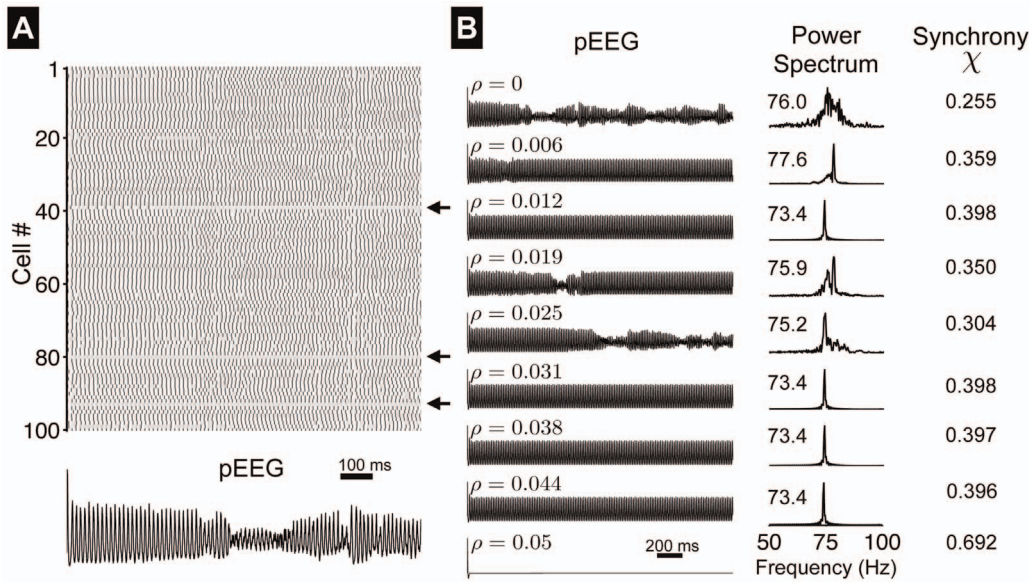 A
1
20
40
60
80
100
Cell #
pEEG
100 ms
B
pEEG
Power
Spectrum
Synchrony
χ
ρ = 0
76.0
0.255
ρ = 0.006
77.6
0.359
ρ = 0.012
73.4
0.398
ρ = 0.019
75.9
0.350
ρ = 0.025
75.2
0.304
ρ = 0.031
73.4
0.398
ρ = 0.038
73.4
0.397
ρ = 0.044
73.4
0.396
ρ = 0.05
200 ms
0.692
50 75 100
Frequency (Hz)